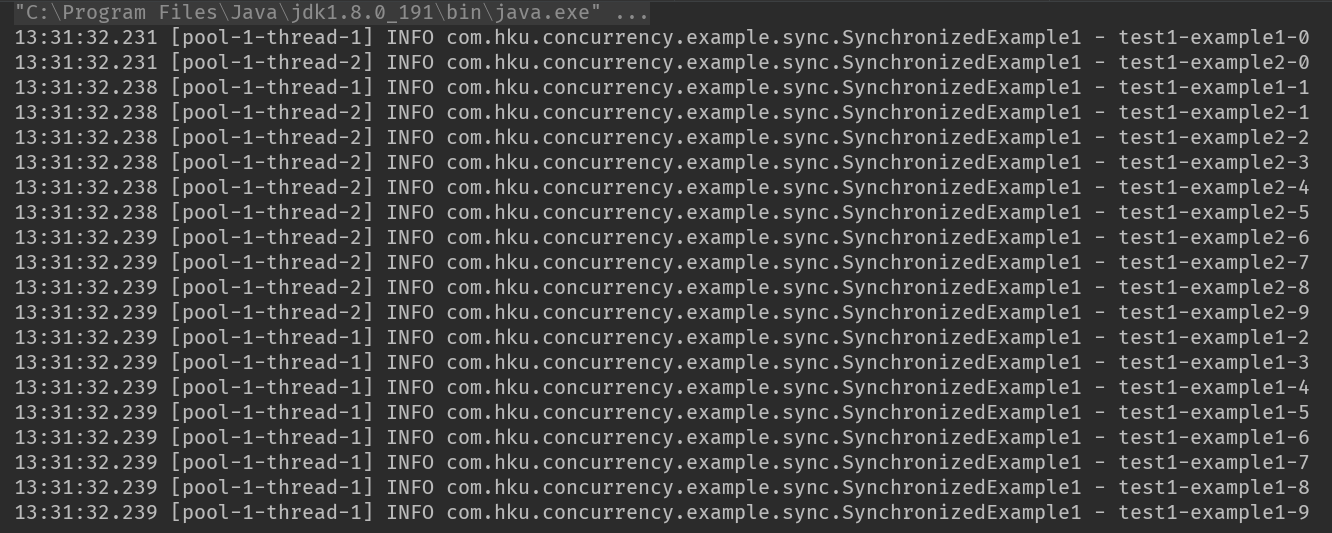 "C:\Program Files\Java\jdk1.8.0_191\bin\java.exe" ...
13:31:32.231 [pool-1-thread-1] INFO com.hku.concurrency.example.sync.SynchronizedExample1 - test1-example1-0
13:31:32.231 [pool-1-thread-2] INFO com.hku.concurrency.example.sync.SynchronizedExample1 - test1-example2-0
13:31:32.238 [pool-1-thread-1] INFO com.hku.concurrency.example.sync.SynchronizedExample1 - test1-example1-1
13:31:32.238 [pool-1-thread-2] INFO com.hku.concurrency.example.sync.SynchronizedExample1 - test1-example2-1
13:31:32.238 [pool-1-thread-2] INFO com.hku.concurrency.example.sync.SynchronizedExample1 - test1-example2-2
13:31:32.238 [pool-1-thread-2] INFO com.hku.concurrency.example.sync.SynchronizedExample1 - test1-example2-3
13:31:32.238 [pool-1-thread-2] INFO com.hku.concurrency.example.sync.SynchronizedExample1 - test1-example2-4
13:31:32.238 [pool-1-thread-2] INFO com.hku.concurrency.example.sync.SynchronizedExample1 - test1-example2-5
13:31:32.239 [pool-1-thread-2] INFO com.hku.concurrency.example.sync.SynchronizedExample1 - test1-example2-6
13:31:32.239 [pool-1-thread-2] INFO com.hku.concurrency.example.sync.SynchronizedExample1 - test1-example2-7
13:31:32.239 [pool-1-thread-2] INFO com.hku.concurrency.example.sync.SynchronizedExample1 - test1-example2-8
13:31:32.239 [pool-1-thread-2] INFO com.hku.concurrency.example.sync.SynchronizedExample1 - test1-example2-9
13:31:32.239 [pool-1-thread-1] INFO com.hku.concurrency.example.sync.SynchronizedExample1 - test1-example1-2
13:31:32.239 [pool-1-thread-1] INFO com.hku.concurrency.example.sync.SynchronizedExample1 - test1-example1-3
13:31:32.239 [pool-1-thread-1] INFO com.hku.concurrency.example.sync.SynchronizedExample1 - test1-example1-4
13:31:32.239 [pool-1-thread-1] INFO com.hku.concurrency.example.sync.SynchronizedExample1 - test1-example1-5
13:31:32.239 [pool-1-thread-1] INFO com.hku.concurrency.example.sync.SynchronizedExample1 - test1-example1-6
13:31:32.239 [pool-1-thread-1] INFO com.hku.concurrency.example.sync.SynchronizedExample1 - test1-example1-7
13:31:32.239 [pool-1-thread-1] INFO com.hku.concurrency.example.sync.SynchronizedExample1 - test1-example1-8
13:31:32.239 [pool-1-thread-1] INFO com.hku.concurrency.example.sync.SynchronizedExample1 - test1-example1-9